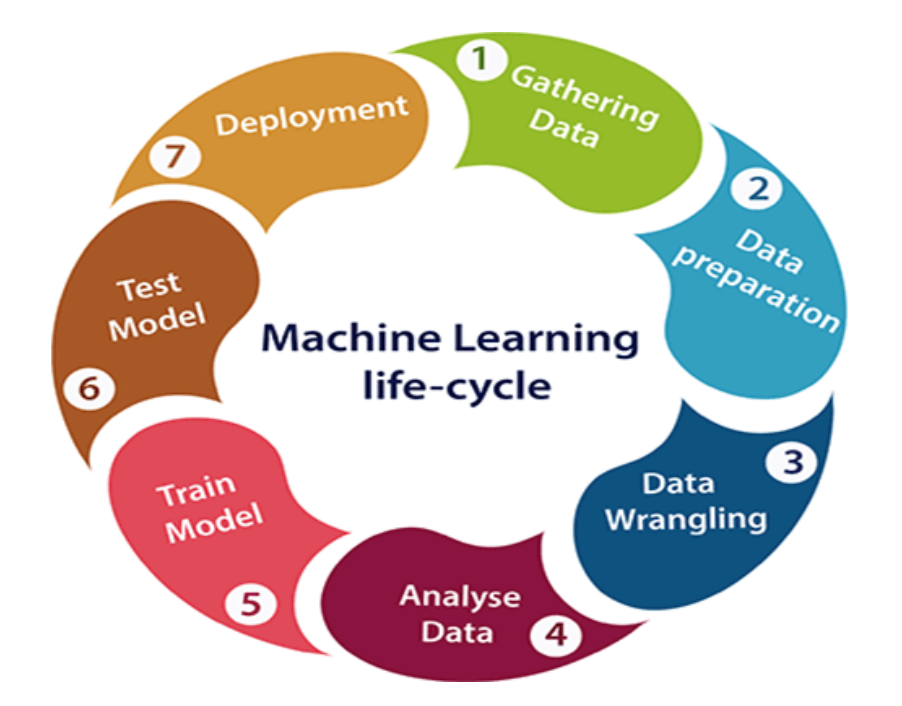 Machine Learning
life-cycle
1
Gathering
Data
2
Data
preparation
3
Data
Wrangling
4
Analyse
Data
5
Train
Model
6
Test
Model
7
Deployment